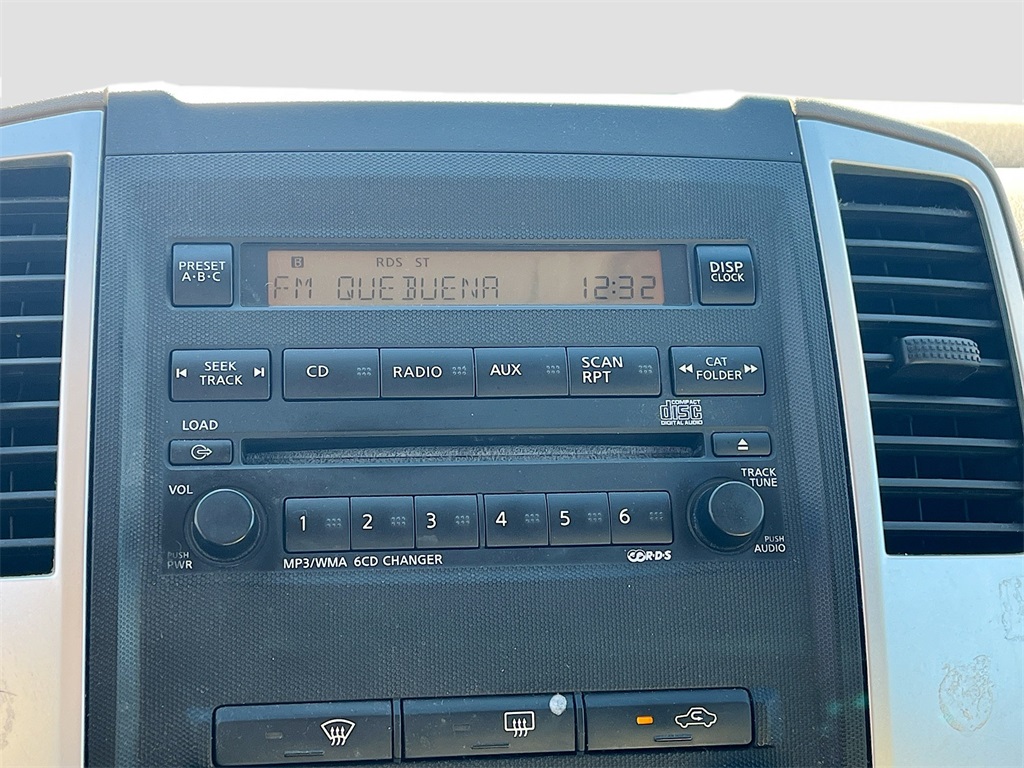 PRESET
A·B·C
B RDS ST
FM QUEBUENA 12:32
DISP
CLOCK
SEEK
TRACK
CD
RADIO
AUX
SCAN
RPT
CAT
FOLDER
LOAD
COMPACT
disc
DIGITAL AUDIO
VOL
PUSH
PWR
1 2 3 4 5 6
TRACK
TUNE
PUSH
AUDIO
MP3/WMA 6CD CHANGER
R·D·S